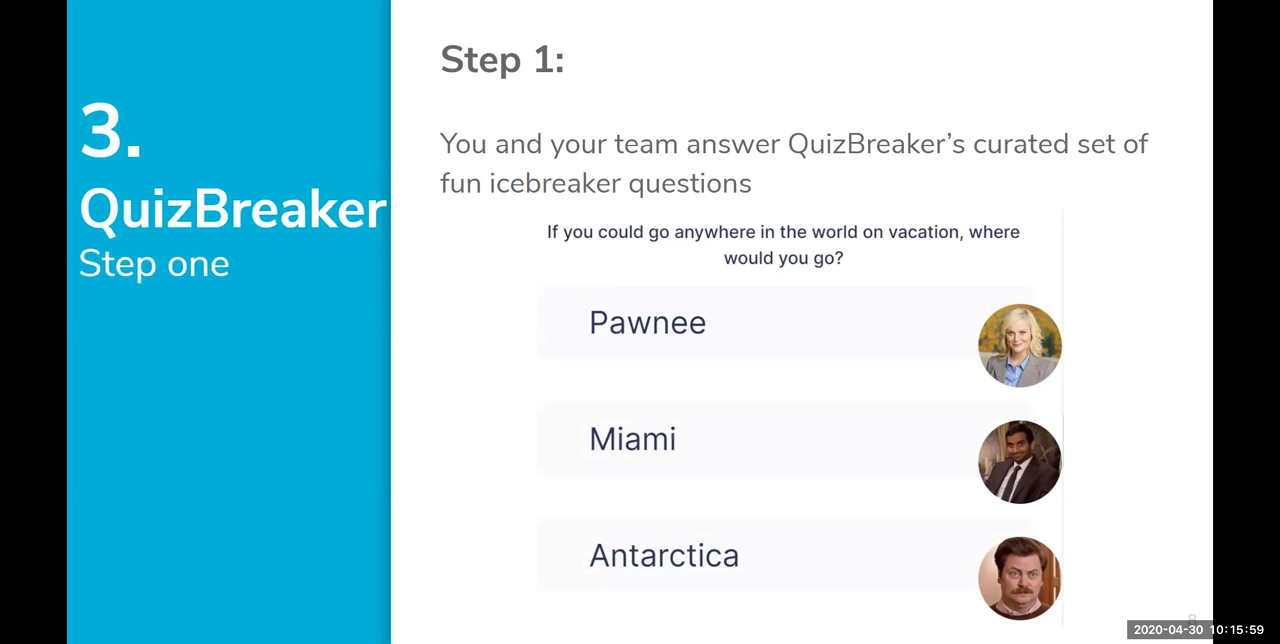 3.
QuizBreaker
Step one
Step 1:
You and your team answer QuizBreaker’s curated set of
fun icebreaker questions
If you could go anywhere in the world on vacation, where
would you go?
Pawnee
Miami
Antarctica
8
2020-04-30 10:15:59